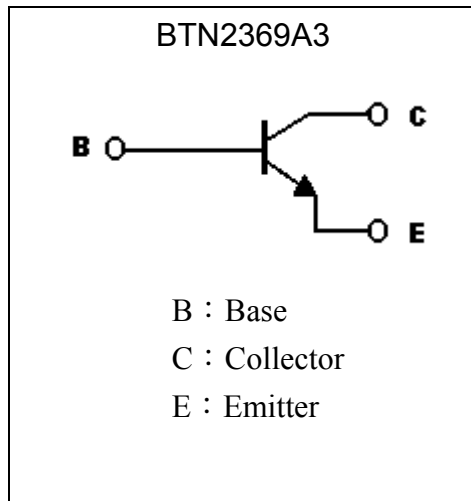 BTN2369A3
C
B
E
B：Base
C：Collector
E：Emitter